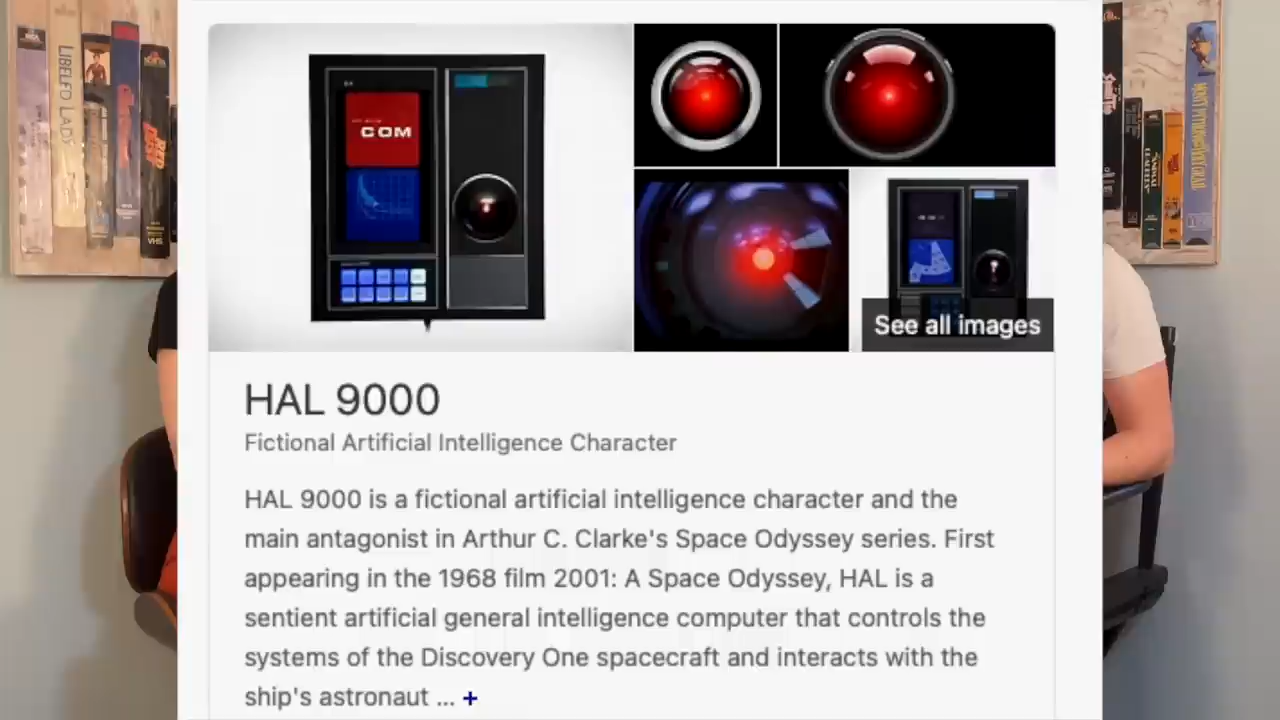 LIBELED LADY
VHS
COM
See all images
HAL 9000
Fictional Artificial Intelligence Character
HAL 9000 is a fictional artificial intelligence character and the
main antagonist in Arthur C. Clarke's Space Odyssey series. First
appearing in the 1968 film 2001: A Space Odyssey, HAL is a
sentient artificial general intelligence computer that controls the
systems of the Discovery One spacecraft and interacts with the
ship's astronaut ... +